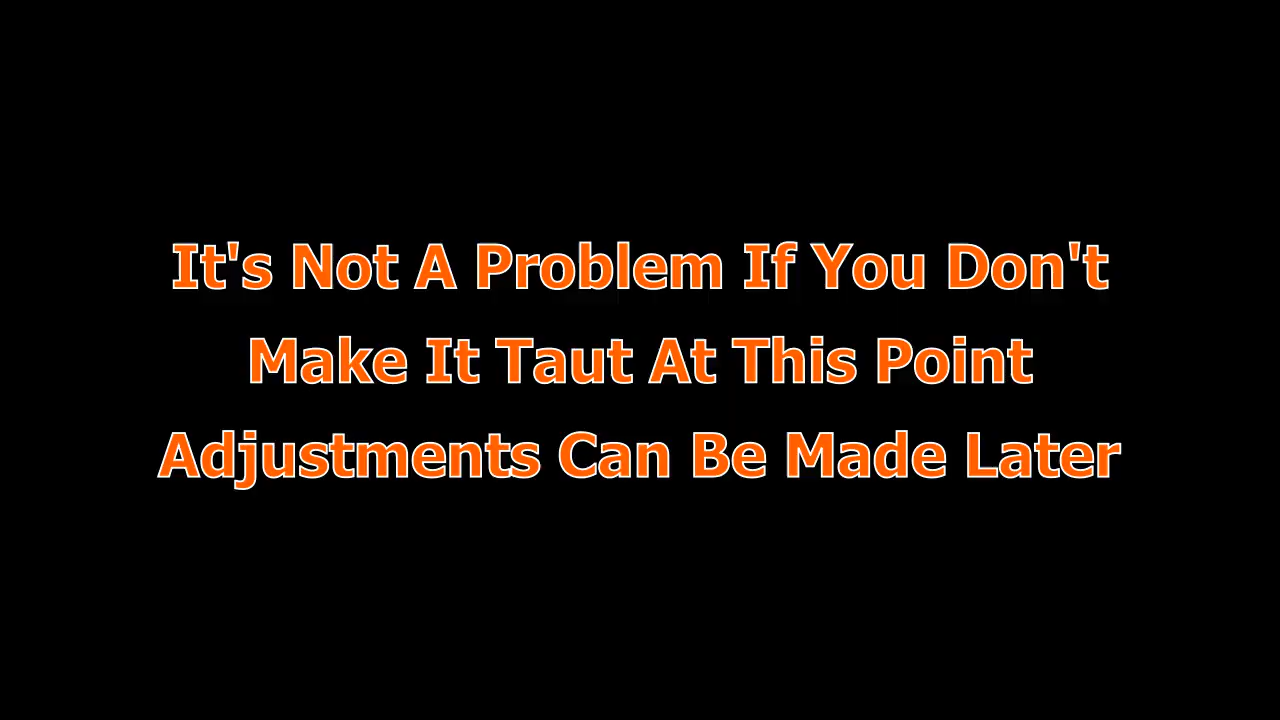 It's Not A Problem If You Don't
Make It Taut At This Point
Adjustments Can Be Made Later